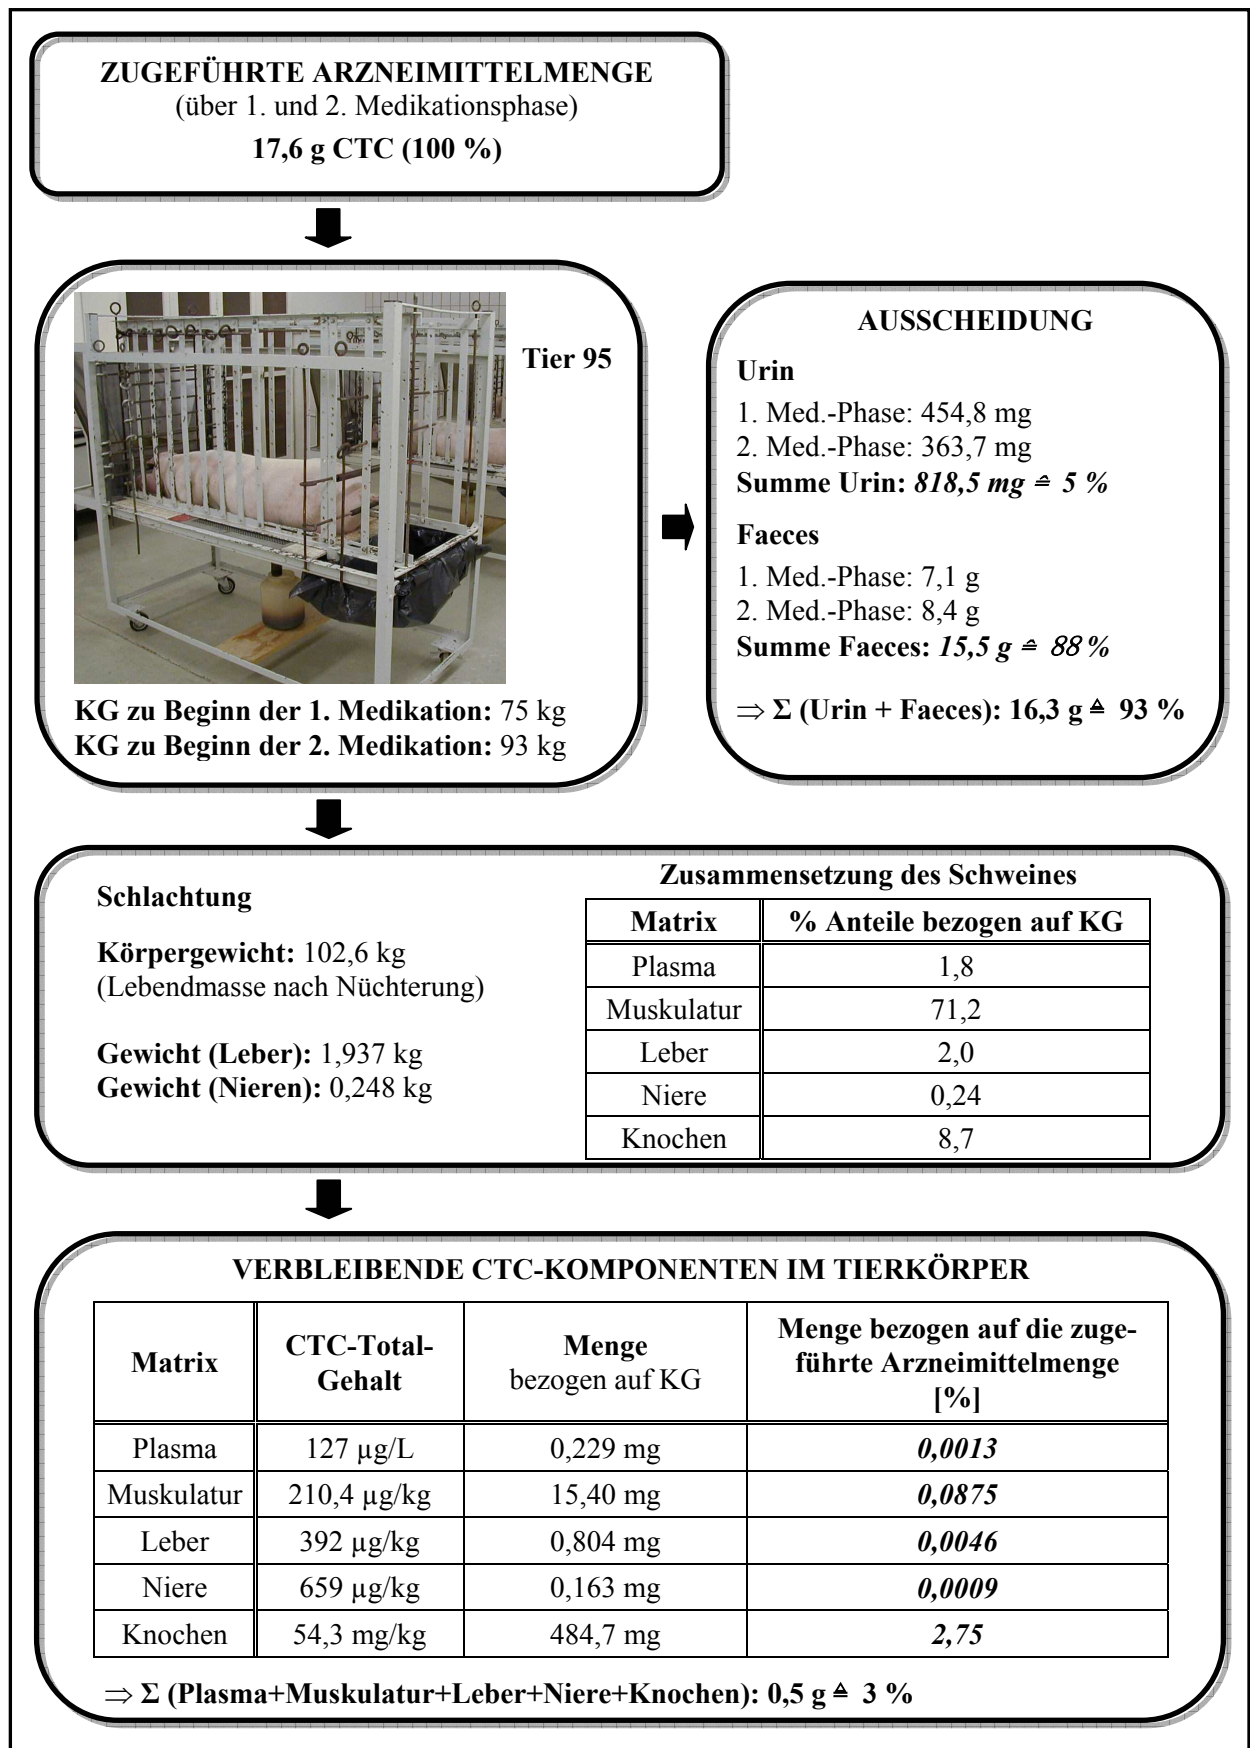 ZUGEFÜHRTE ARZNEIMITTELMENGE
(über 1. und 2. Medikationsphase)
17,6 g CTC (100 %)
Tier 95
KG zu Beginn der 1. Medikation: 75 kg
KG zu Beginn der 2. Medikation: 93 kg
AUSSCHEIDUNG
Urin
1. Med.-Phase: 454,8 mg
2. Med.-Phase: 363,7 mg
Summe Urin: 818,5 mg ≙ 5 %
Faeces
1. Med.-Phase: 7,1 g
2. Med.-Phase: 8,4 g
Summe Faeces: 15,5 g ≙ 88 %
⇒ Σ (Urin + Faeces): 16,3 g ≙ 93 %
Schlachtung
Körpergewicht: 102,6 kg
(Lebendmasse nach Nüchterung)
Gewicht (Leber): 1,937 kg
Gewicht (Nieren): 0,248 kg
Zusammensetzung des Schweines
Matrix % Anteile bezogen auf KG
Plasma 1,8
Muskulatur 71,2
Leber 2,0
Niere 0,24
Knochen 8,7
VERBLEIBENDE CTC-KOMPONENTEN IM TIERKÖRPER
Matrix
CTC-Total-
Gehalt
Menge
bezogen auf KG
Menge bezogen auf die zuge-
führte Arzneimittelmenge
[%]
Plasma 127 µg/L 0,229 mg 0,0013
Muskulatur 210,4 µg/kg 15,40 mg 0,0875
Leber 392 µg/kg 0,804 mg 0,0046
Niere 659 µg/kg 0,163 mg 0,0009
Knochen 54,3 mg/kg 484,7 mg 2,75
⇒ Σ (Plasma+Muskulatur+Leber+Niere+Knochen): 0,5 g ≙ 3 %